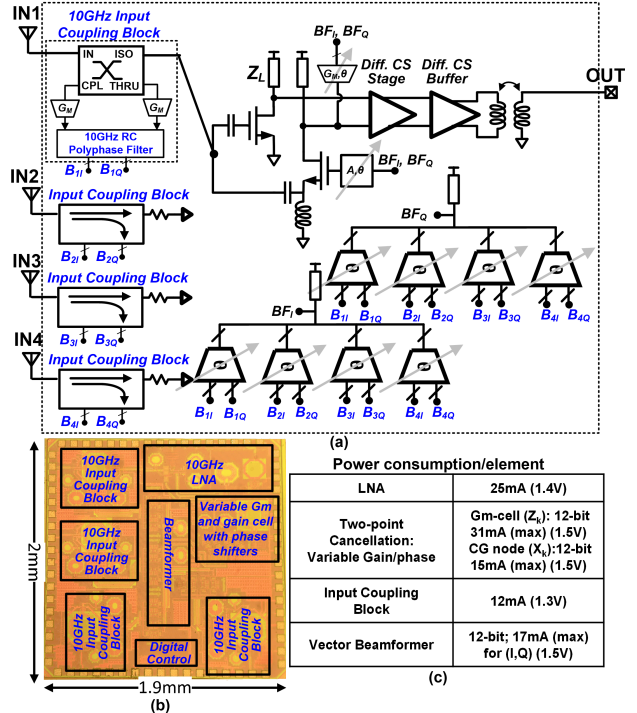 IN1
10GHz Input
Coupling Block
IN ISO
CPL THRU
G_M G_M
10GHz RC
Polyphase Filter
B_1I B_1Q
Z_L
BF_I, BF_Q
G_M,θ
Diff. CS
Stage
Diff. CS
Buffer
OUT
A,θ
BF_I, BF_Q
IN2
Input Coupling Block
B_2I B_2Q
IN3
Input Coupling Block
B_3I B_3Q
IN4
Input Coupling Block
B_4I B_4Q
BF_Q
B_1I B_1Q B_2I B_2Q B_3I B_3Q B_4I B_4Q
BF_I
B_1I B_1Q B_2I B_2Q B_3I B_3Q B_4I B_4Q
(a)
2mm
10GHz
Input
Coupling
Block
10GHz
LNA
10GHz
Input
Coupling
Block
Beamformer
Variable Gm
and gain cell
with phase
shifters
10GHz
Input
Coupling
Block
Digital
Control
10GHz
Input
Coupling
Block
1.9mm
(b)
Power consumption/element
LNA
25mA (1.4V)
Two-point
Cancellation:
Variable Gain/phase
Gm-cell (Z_k): 12-bit
31mA (max) (1.5V)
CG node (X_k):12-bit
15mA (max) (1.5V)
Input Coupling
Block
12mA (1.3V)
Vector Beamformer
12-bit; 17mA (max)
for (I,Q) (1.5V)
(c)